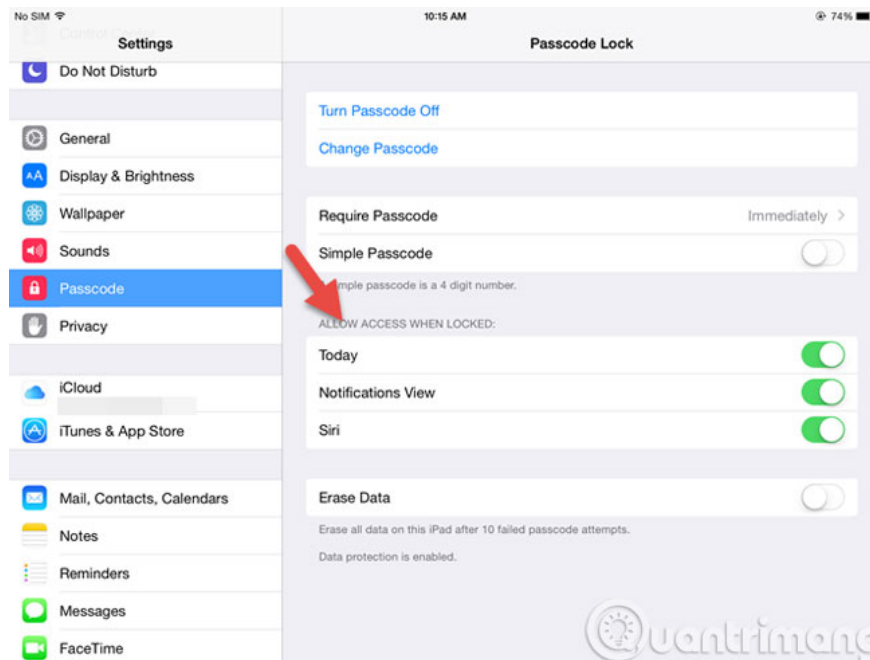 No SIM 10:15 AM 74%
Control Center
Settings
Passcode Lock
Do Not Disturb
General
Display & Brightness
Wallpaper
Sounds
Passcode
Privacy
iCloud
iTunes & App Store
Mail, Contacts, Calendars
Notes
Reminders
Messages
FaceTime
Turn Passcode Off
Change Passcode
Require Passcode Immediately
Simple Passcode
simple passcode is a 4 digit number.
ALLOW ACCESS WHEN LOCKED:
Today
Notifications View
Siri
Erase Data
Erase all data on this iPad after 10 failed passcode attempts.
Data protection is enabled.
Quantrimang